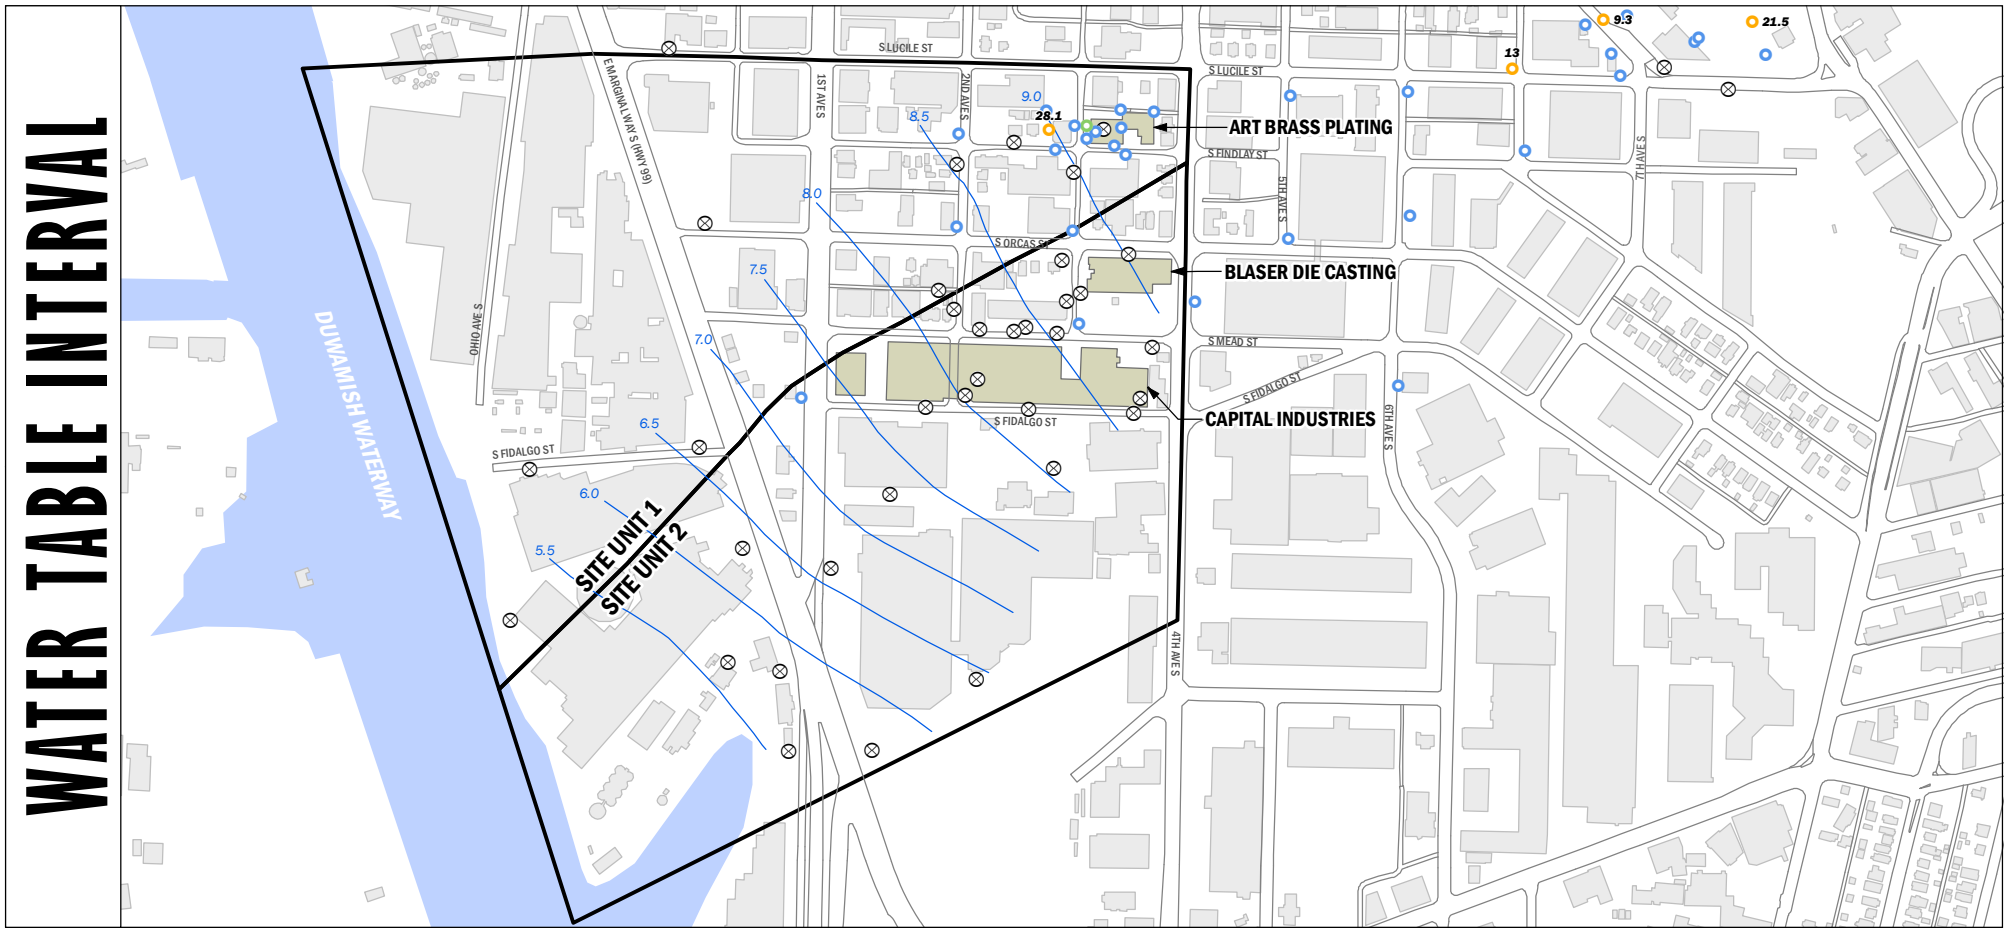 WATER TABLE INTERVAL
9.3
21.5
13
S LUCILE ST
S LUCILE ST
E MARGINAL WAY S (HWY 99)
1ST AVE S
2ND AVE S
9.0
8.5
28.1
ART BRASS PLATING
S FINDLAY ST
7TH AVE S
5TH AVE S
8.0
S ORCAS ST
7.5
BLASER DIE CASTING
OHIO AVE S
DUWAMISH WATERWAY
7.0
S MEAD ST
S FIDALGO ST
CAPITAL INDUSTRIES
S FIDALGO ST
6TH AVE S
6.5
S FIDALGO ST
6.0
5.5
SITE UNIT 1
SITE UNIT 2
4TH AVE S